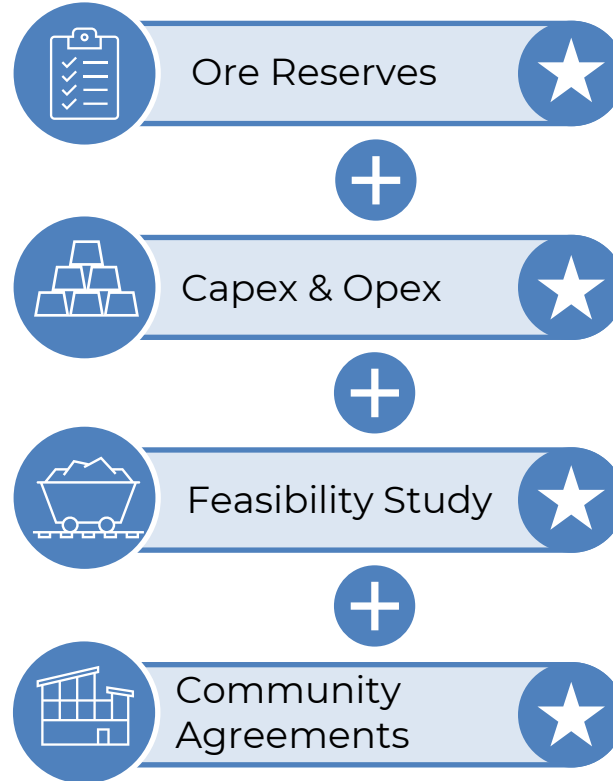 Ore Reserves
Capex & Opex
Feasibility Study
Community
Agreements